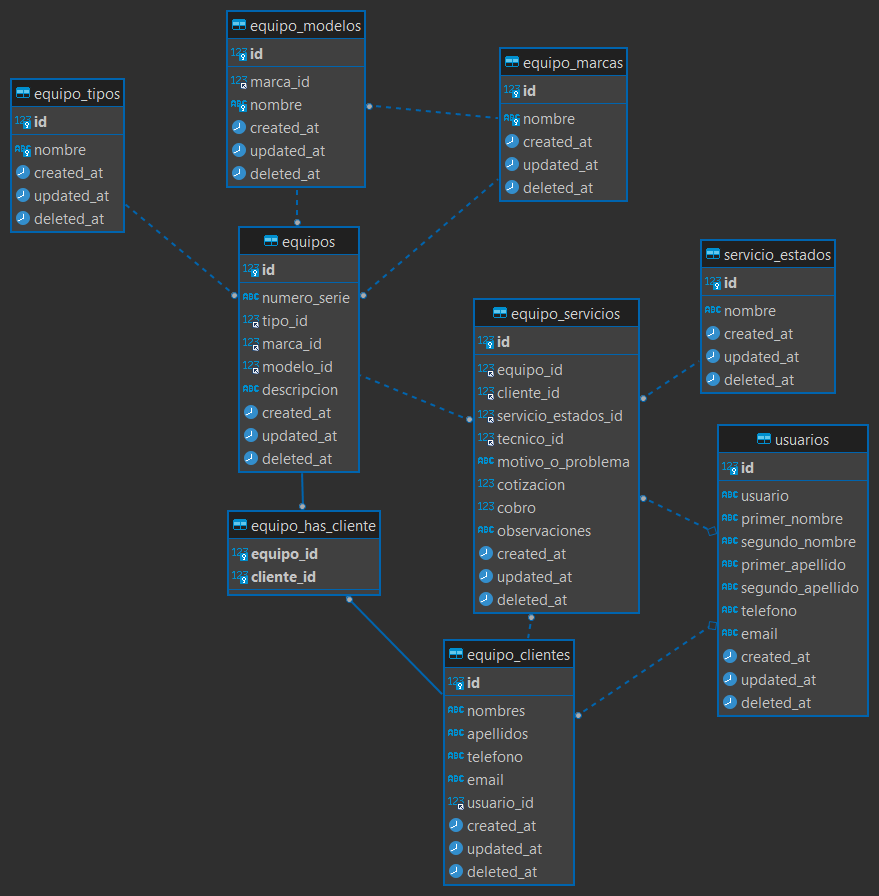 equipo_modelos
123 id
123 marca_id
ABC nombre
created_at
updated_at
deleted_at
equipo_marcas
123 id
ABC nombre
created_at
updated_at
deleted_at
equipo_tipos
123 id
ABC nombre
created_at
updated_at
deleted_at
equipos
123 id
ABC numero_serie
123 tipo_id
123 marca_id
123 modelo_id
ABC descripcion
created_at
updated_at
deleted_at
servicio_estados
123 id
ABC nombre
created_at
updated_at
deleted_at
equipo_servicios
123 id
123 equipo_id
123 cliente_id
123 servicio_estados_id
123 tecnico_id
ABC motivo_o_problema
123 cotizacion
123 cobro
ABC observaciones
created_at
updated_at
deleted_at
usuarios
123 id
ABC usuario
ABC primer_nombre
ABC segundo_nombre
ABC primer_apellido
ABC segundo_apellido
ABC telefono
ABC email
created_at
updated_at
deleted_at
equipo_has_cliente
123 equipo_id
123 cliente_id
equipo_clientes
123 id
ABC nombres
ABC apellidos
ABC telefono
ABC email
123 usuario_id
created_at
updated_at
deleted_at